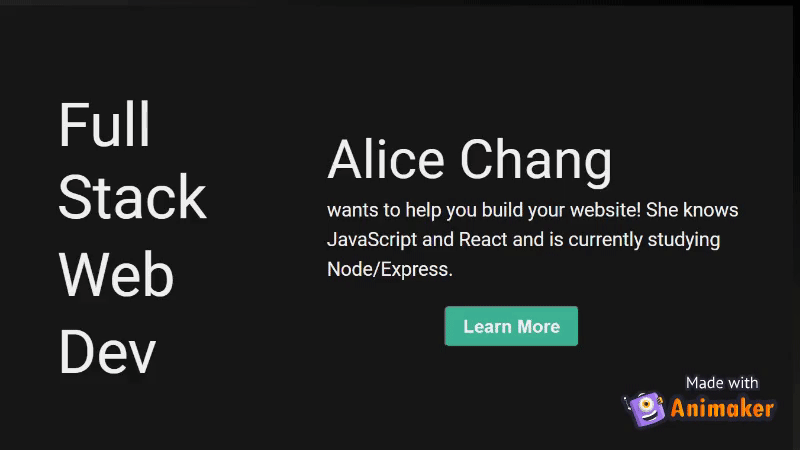 Full
Stack
Web
Dev
Alice Chang
wants to help you build your website! She knows
JavaScript and React and is currently studying
Node/Express.
Learn More
Made with
Animaker